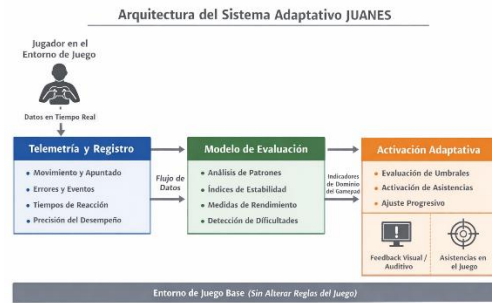 Arquitectura del Sistema Adaptativo JUANES
Jugador en el
Entorno de Juego
Datos en Tiempo Real
Telemetría y Registro
• Movimiento y Apuntado
• Errores y Eventos
• Tiempos de Reacción
• Precisión del Desempeño
Flujo de
Datos
Modelo de Evaluación
• Análisis de Patrones
• Índices de Estabilidad
• Medidas de Rendimiento
• Detección de Dificultades
Indicadores
de Dominio
del Gamepad
Activación Adaptativa
• Evaluación de Umbrales
• Activación de Asistencias
• Ajuste Progresivo
Feedback Visual /
Auditivo
Asistencias en
el Juego
Entorno de Juego Base (Sin Alterar Reglas del Juego)